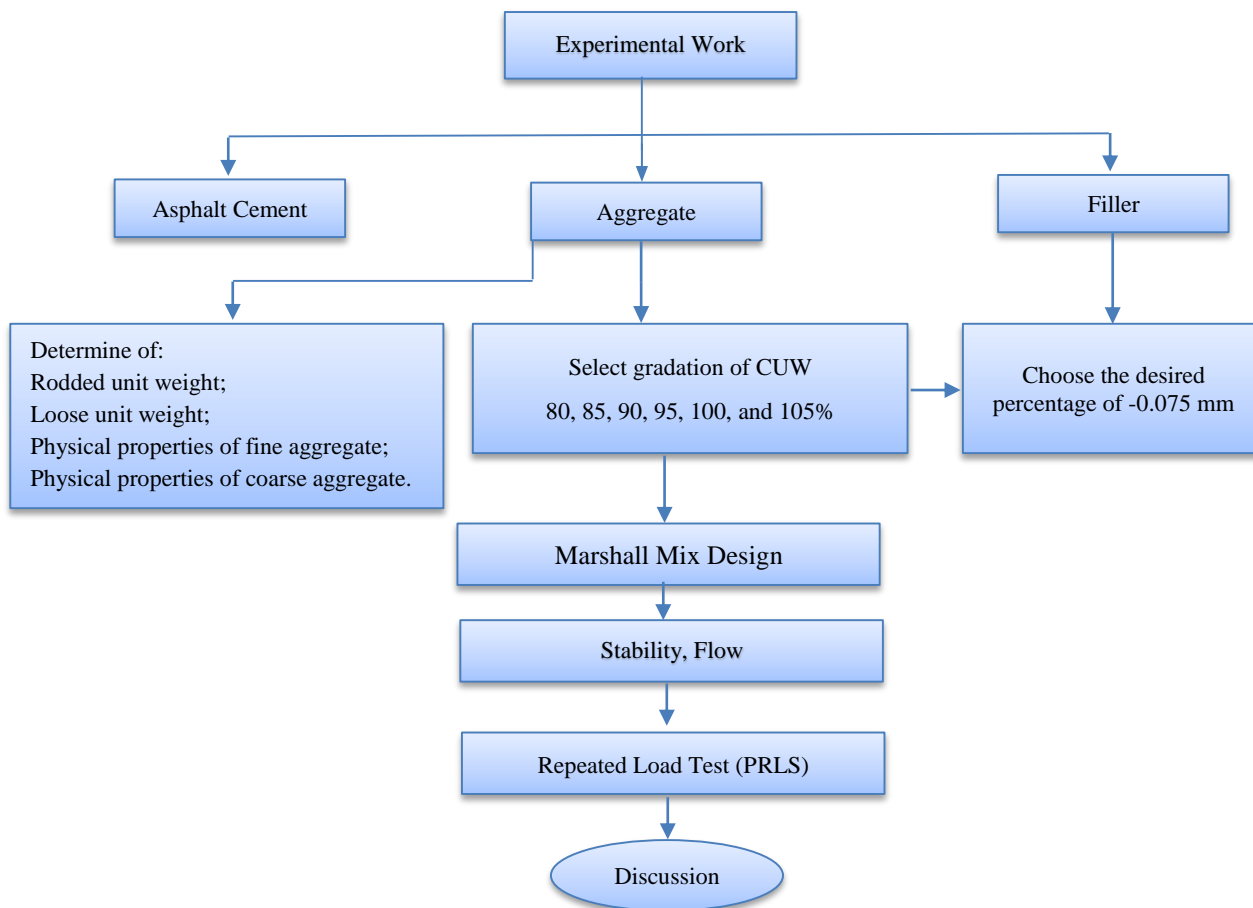 Experimental Work
Asphalt Cement
Aggregate
Filler
Determine of:
Rodded unit weight;
Loose unit weight;
Physical properties of fine aggregate;
Physical properties of coarse aggregate.
Select gradation of CUW
80, 85, 90, 95, 100, and 105%
Choose the desired
percentage of -0.075 mm
Marshall Mix Design
Stability, Flow
Repeated Load Test (PRLS)
Discussion